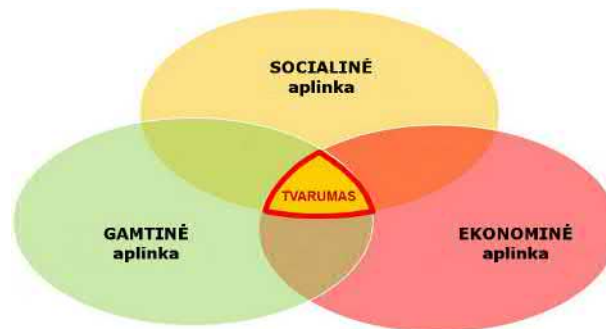 SOCIALINĖ
aplinka
TVARUMAS
GAMTINĖ
aplinka
EKONOMINĖ
aplinka